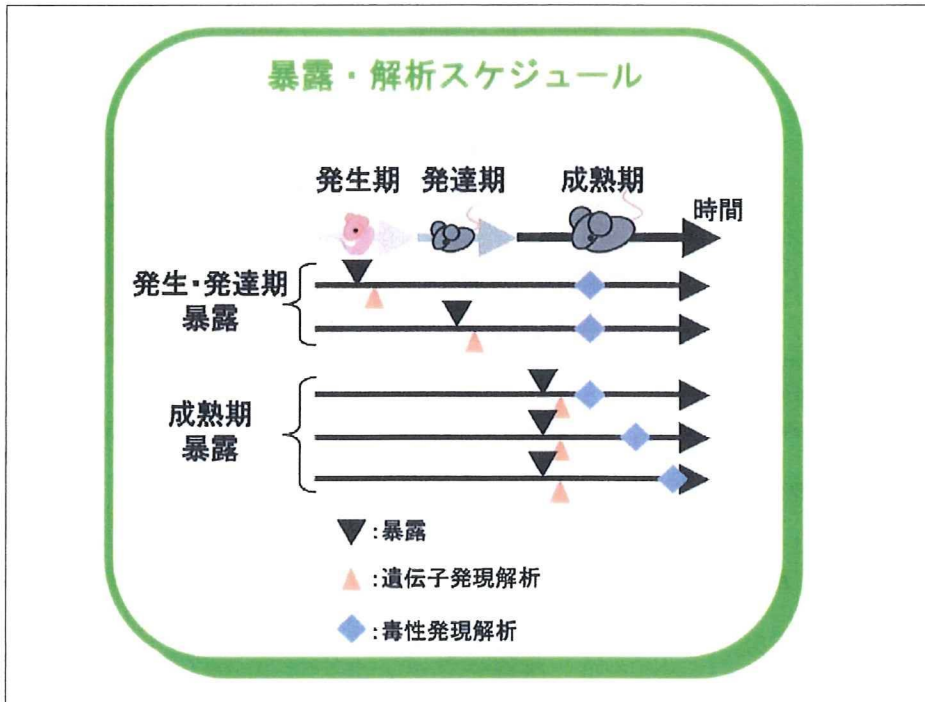 暴露・解析スケジュール
発生期 発達期 成熟期
時間
発生・発達期
暴露
成熟期
暴露
:暴露
:遺伝子発現解析
:毒性発現解析